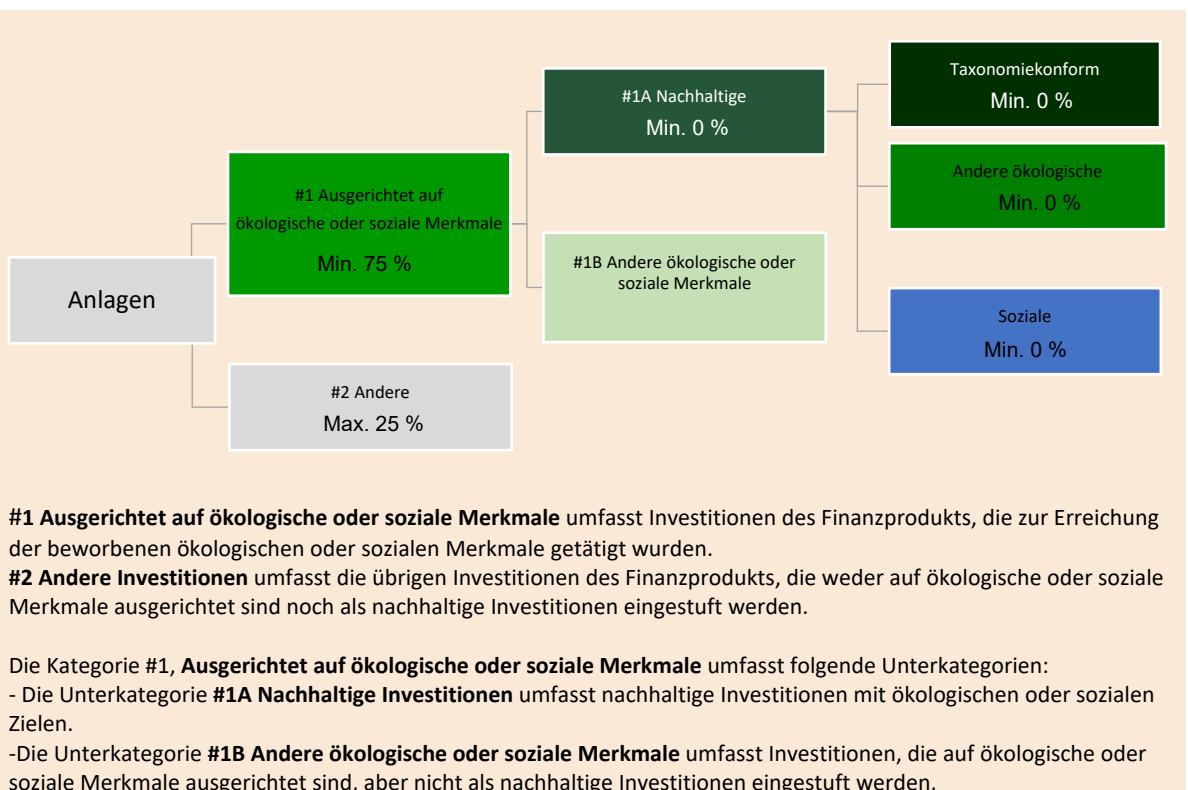 Taxonomiekonform
Min. 0 %
#1A Nachhaltige
Min. 0 %
Andere ökologische
Min. 0 %
#1 Ausgerichtet auf
ökologische oder soziale Merkmale
Min. 75 %
#1B Andere ökologische oder
soziale Merkmale
Anlagen
Soziale
Min. 0 %
#2 Andere
Max. 25 %
#1 Ausgerichtet auf ökologische oder soziale Merkmale umfasst Investitionen des Finanzprodukts, die zur Erreichung
der beworbenen ökologischen oder sozialen Merkmale getätigt wurden.
#2 Andere Investitionen umfasst die übrigen Investitionen des Finanzprodukts, die weder auf ökologische oder soziale
Merkmale ausgerichtet sind noch als nachhaltige Investitionen eingestuft werden.
Die Kategorie #1, Ausgerichtet auf ökologische oder soziale Merkmale umfasst folgende Unterkategorien:
- Die Unterkategorie #1A Nachhaltige Investitionen umfasst nachhaltige Investitionen mit ökologischen oder sozialen
Zielen.
-Die Unterkategorie #1B Andere ökologische oder soziale Merkmale umfasst Investitionen, die auf ökologische oder
soziale Merkmale ausgerichtet sind, aber nicht als nachhaltige Investitionen eingestuft werden.